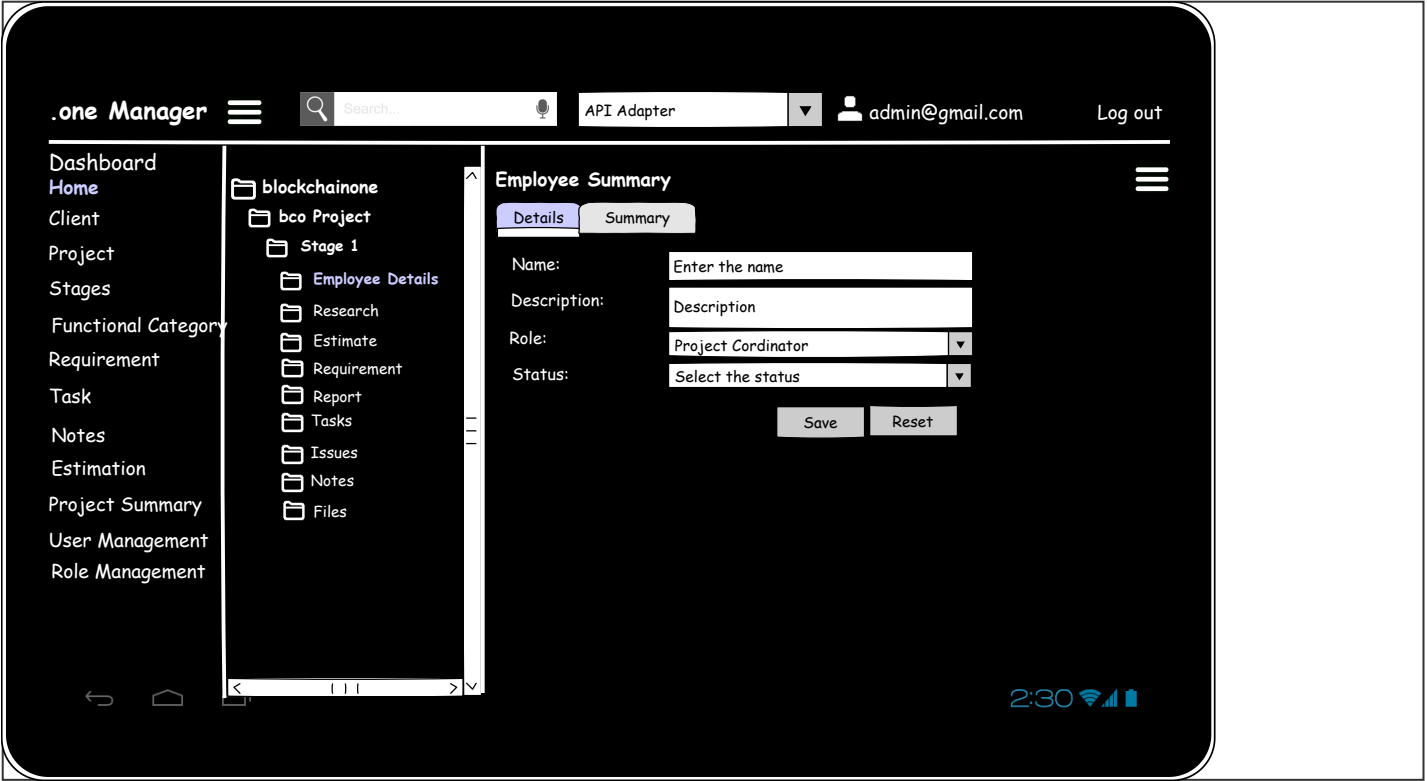 .one Manager
Search...
API Adapter
admin@gmail.com
Log out
Dashboard
Home
Client
Project
Stages
Functional Category
Requirement
Task
Notes
Estimation
Project Summary
User Management
Role Management
blockchainone
bco Project
Stage 1
Employee Details
Research
Estimate
Requirement
Report
Tasks
Issues
Notes
Files
Employee Summary
Details
Summary
Name:
Enter the name
Description:
Description
Role:
Project Cordinator
Status:
Select the status
Save
Reset
2:30